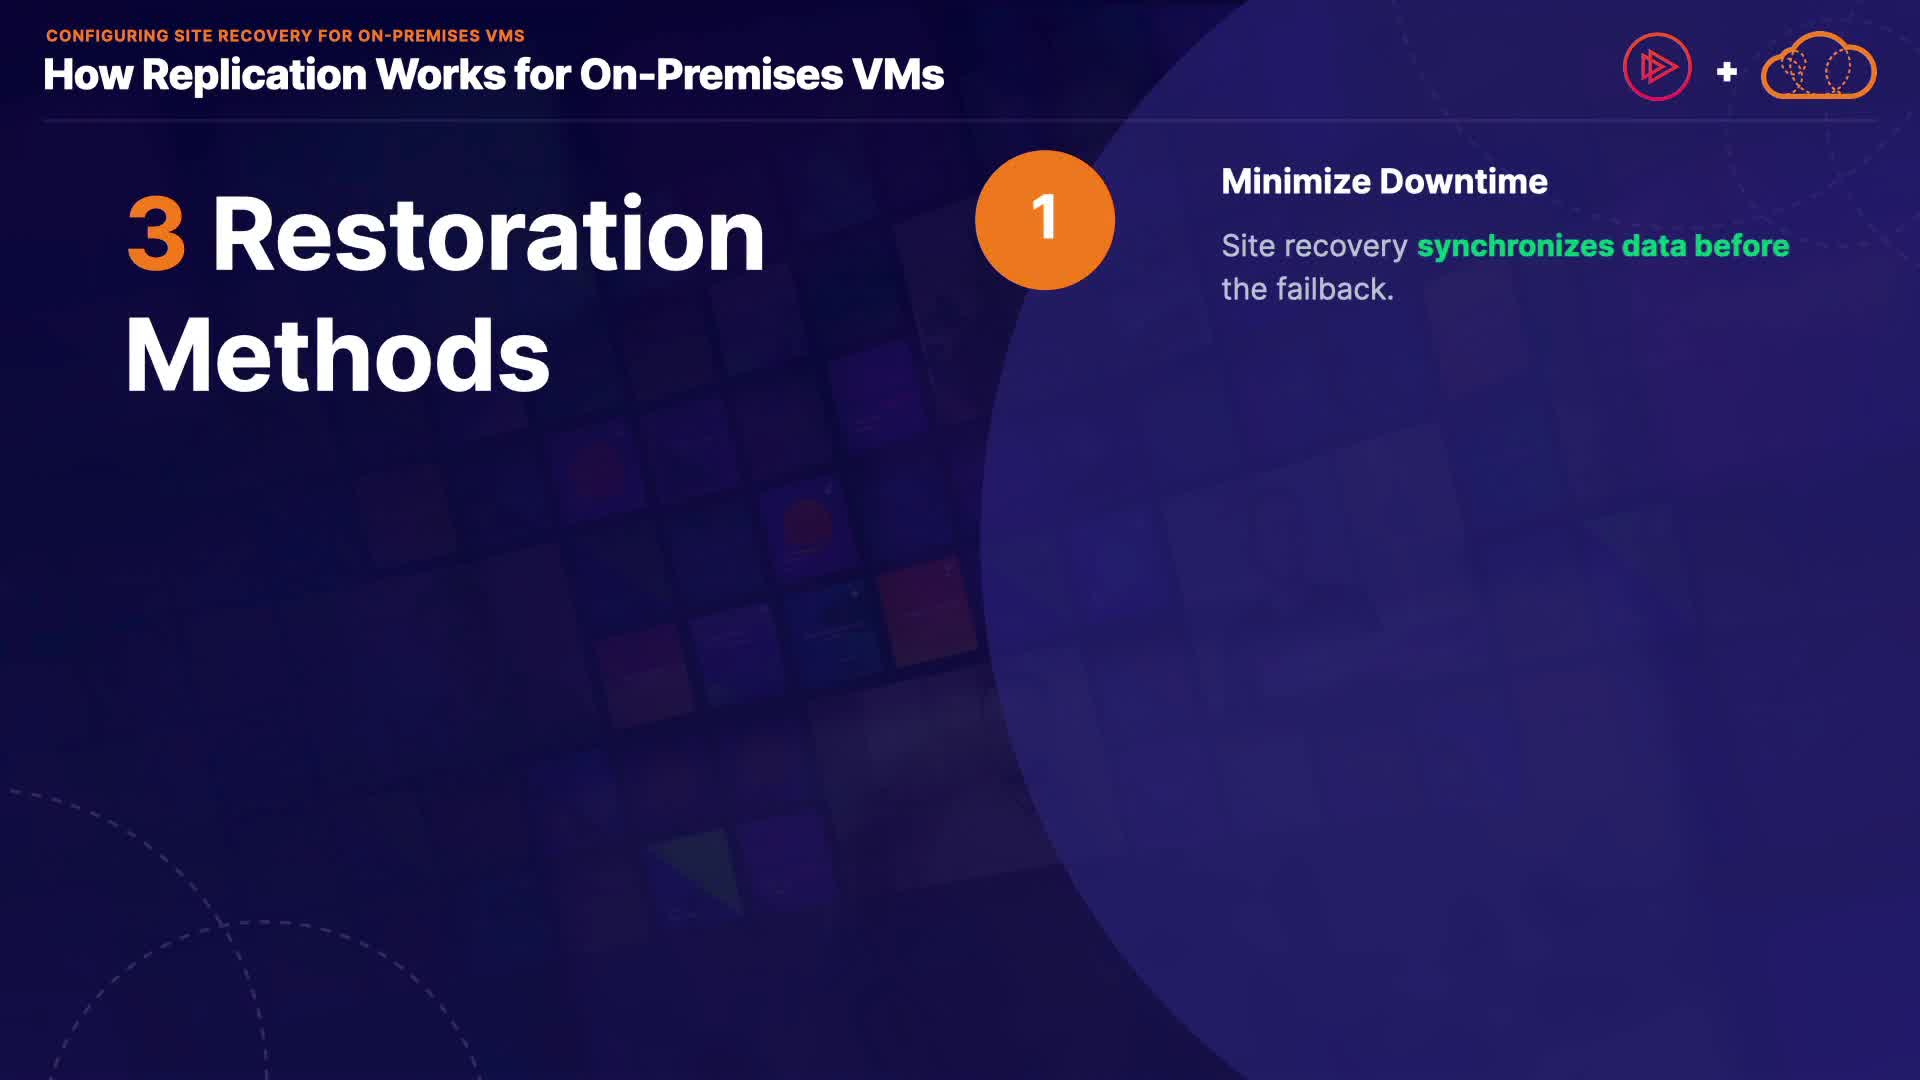 CONFIGURING SITE RECOVERY FOR ON-PREMISES VMS
How Replication Works for On-Premises VMs
3 Restoration
Methods
1
Minimize Downtime
Site recovery synchronizes data before
the failback.